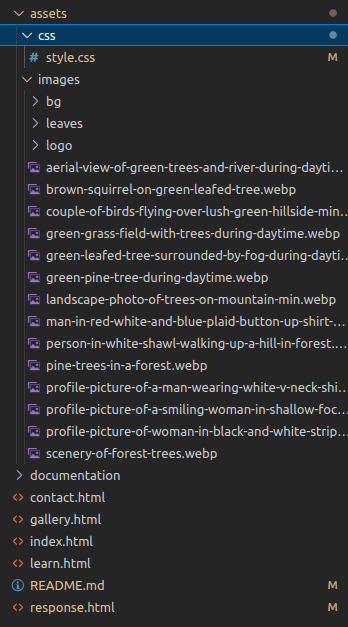 assets
css
# style.css M
images
bg
leaves
logo
aerial-view-of-green-trees-and-river-during-dayti...
brown-squirrel-on-green-leafed-tree.webp
couple-of-birds-flying-over-lush-green-hillside-min...
green-grass-field-with-trees-during-daytime.webp
green-leafed-tree-surrounded-by-fog-during-dayti...
green-pine-tree-during-daytime.webp
landscape-photo-of-trees-on-mountain-min.webp
man-in-red-white-and-blue-plaid-button-up-shirt-...
person-in-white-shawl-walking-up-a-hill-in-forest....
pine-trees-in-a-forest.webp
profile-picture-of-a-man-wearing-white-v-neck-shi...
profile-picture-of-a-smiling-woman-in-shallow-foc...
profile-picture-of-woman-in-black-and-white-strip...
scenery-of-forest-trees.webp
documentation
contact.html
gallery.html
index.html
learn.html
README.md M
response.html M